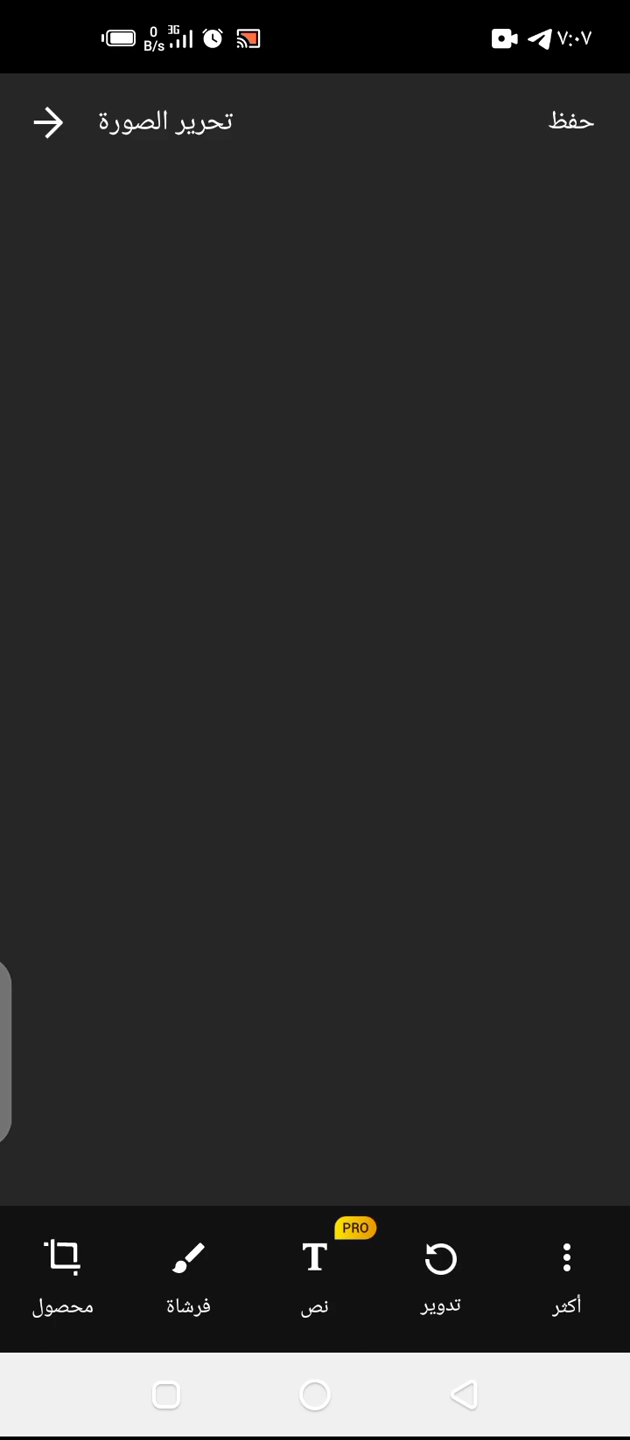 0 B/s 3G ٧:٠٧
تحرير الصورة
حفظ
PRO
محصول
فرشاة
نص
تدوير
أكثر